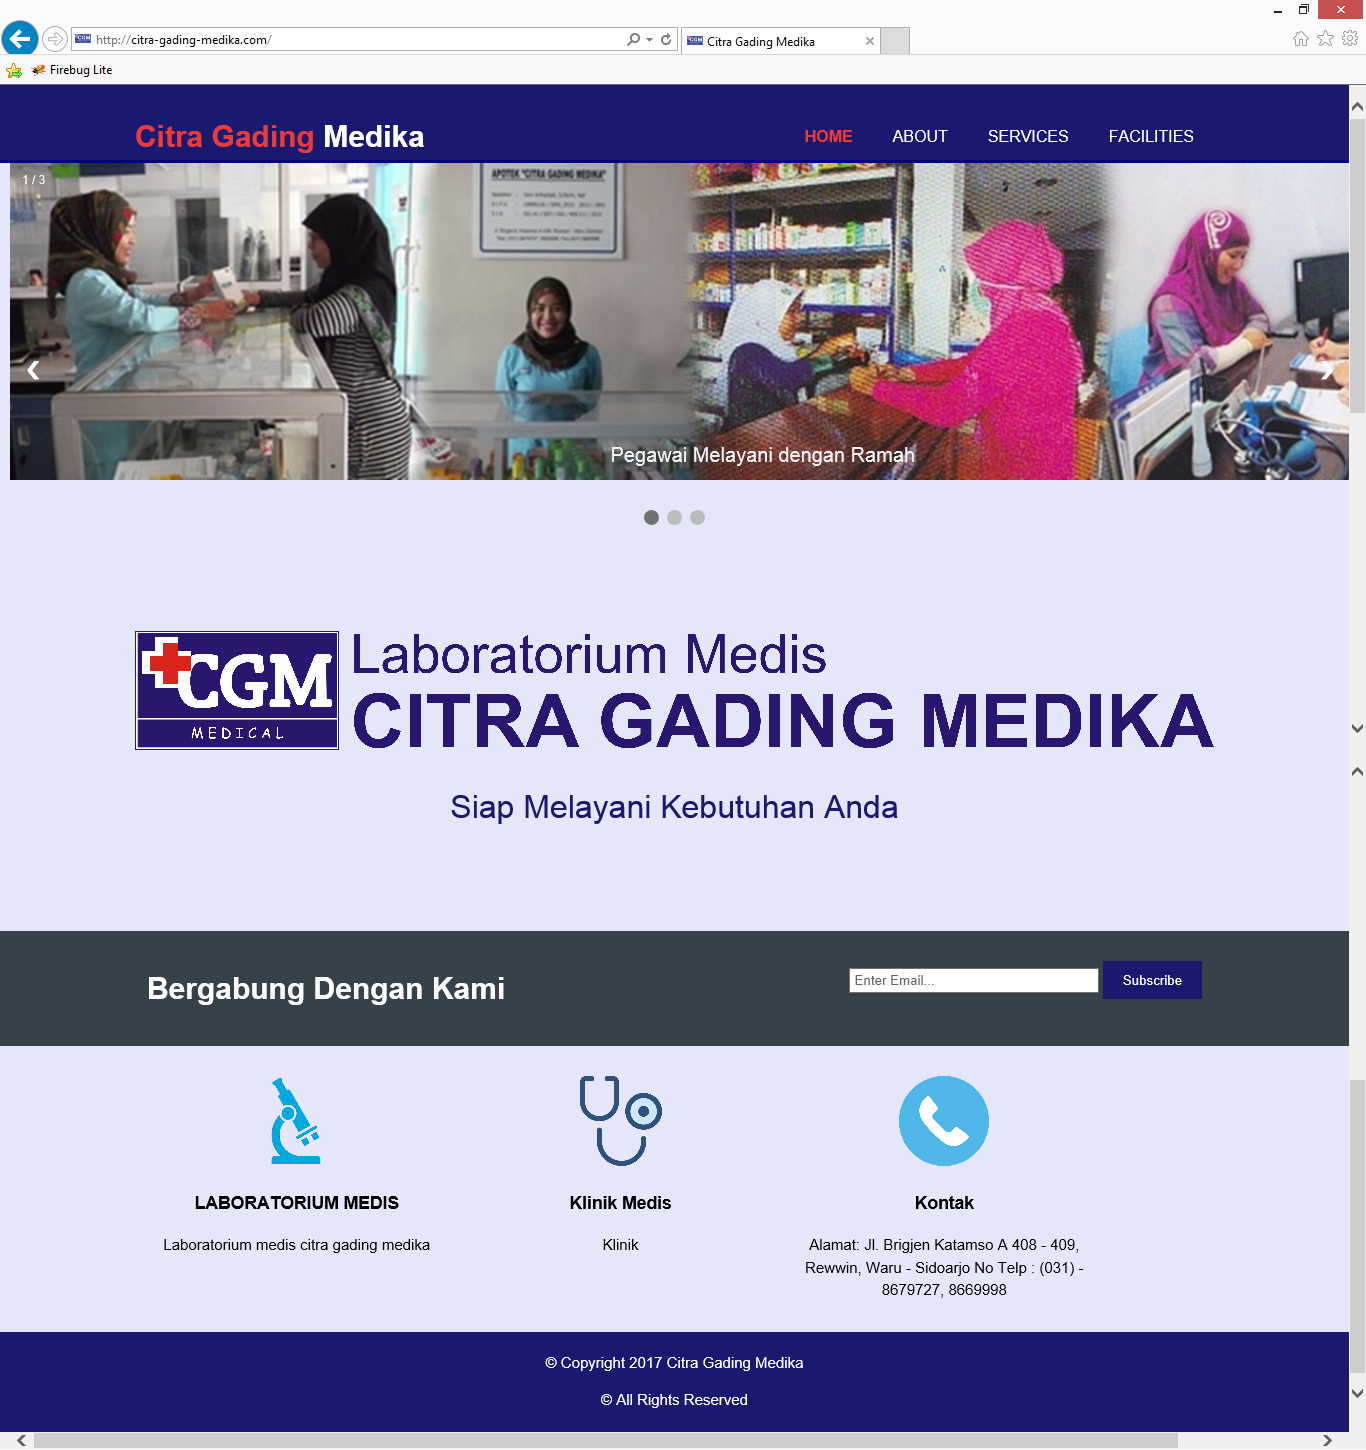 http://citra-gading-medika.com/
Citra Gading Medika
Firebug Lite
Citra Gading Medika
HOME
ABOUT
SERVICES
FACILITIES
1 / 3
APOTEK "CITRA GADING MEDIKA"
Pegawai Melayani dengan Ramah
CGM
MEDICAL
Laboratorium Medis
CITRA GADING MEDIKA
Siap Melayani Kebutuhan Anda
Bergabung Dengan Kami
Enter Email...
Subscribe
LABORATORIUM MEDIS
Laboratorium medis citra gading medika
Klinik Medis
Klinik
Kontak
Alamat: Jl. Brigjen Katamso A 408 - 409,
Rewwin, Waru - Sidoarjo No Telp : (031) -
8679727, 8669998
© Copyright 2017 Citra Gading Medika
© All Rights Reserved